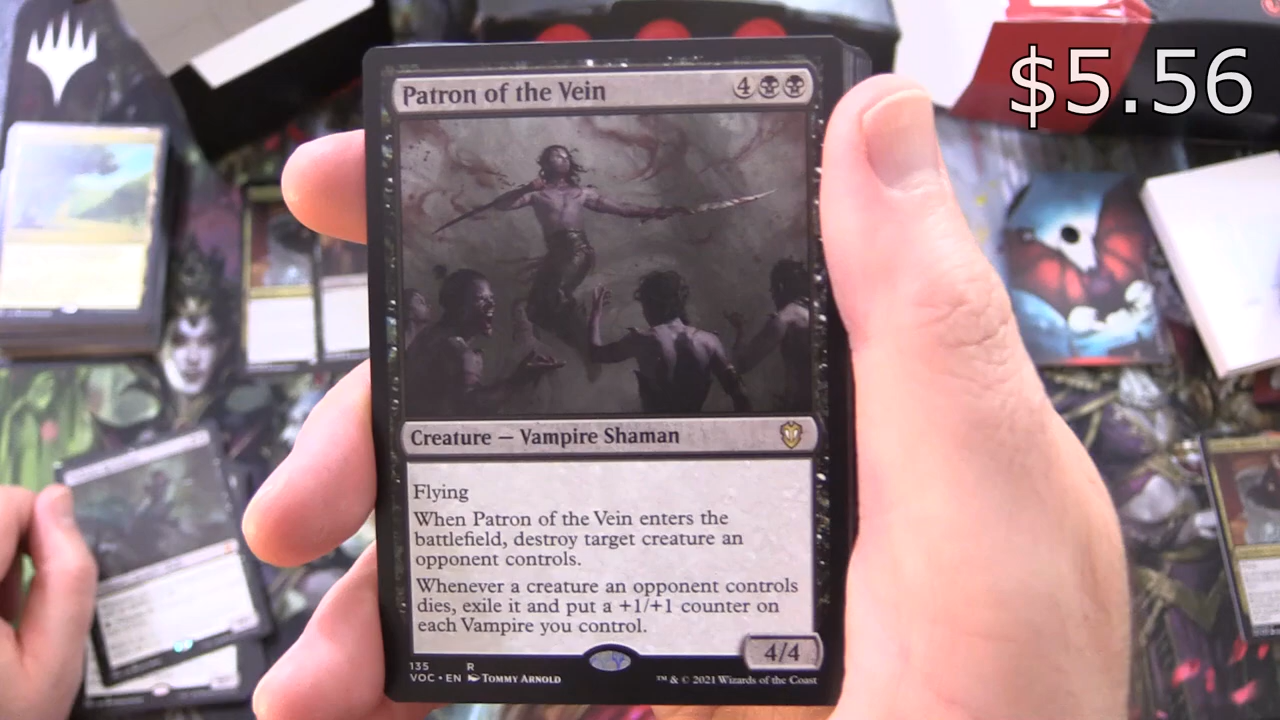 $5.56
Patron of the Vein 4
Creature — Vampire Shaman
Flying
When Patron of the Vein enters the
battlefield, destroy target creature an
opponent controls.
Whenever a creature an opponent controls
dies, exile it and put a +1/+1 counter on
each Vampire you control.
4/4
135 R
VOC • EN TOMMY ARNOLD
™ & © 2021 Wizards of the Coast